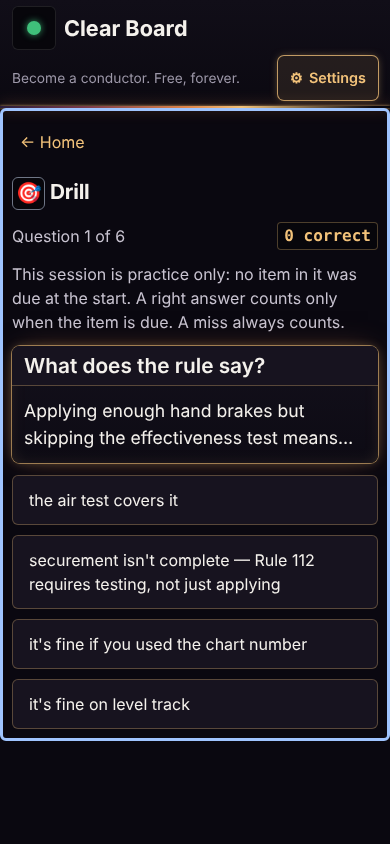 Clear Board
Become a conductor. Free, forever.
⚙ Settings
← Home
🎯 Drill
Question 1 of 6
0 correct
This session is practice only: no item in it was
due at the start. A right answer counts only
when the item is due. A miss always counts.
What does the rule say?
Applying enough hand brakes but
skipping the effectiveness test means...
the air test covers it
securement isn't complete — Rule 112
requires testing, not just applying
it's fine if you used the chart number
it's fine on level track